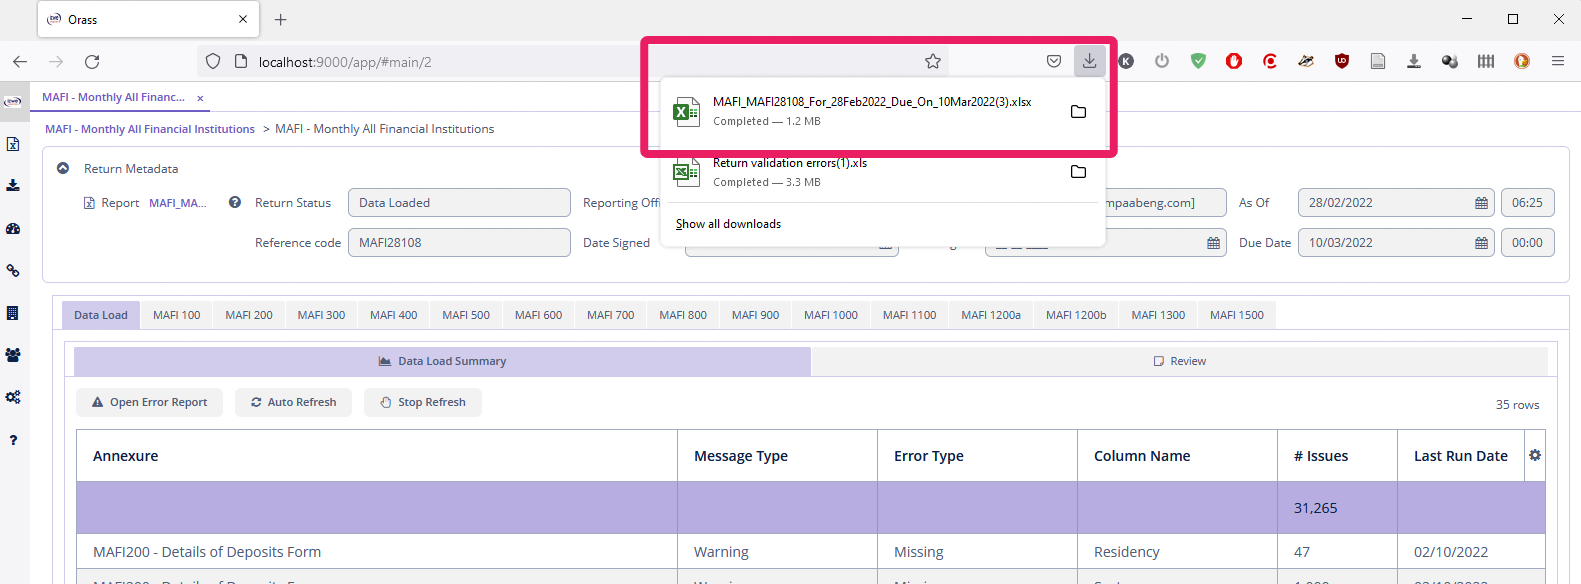 Orass
localhost:9000/app/#main/2
MAFI_MAFI28108_For_28Feb2022_Due_On_10Mar2022(3).xlsx
Completed — 1.2 MB
Return validation errors(1).xls
Completed — 3.3 MB
Show all downloads
MAFI - Monthly All Financ... ×
MAFI - Monthly All Financial Institutions > MAFI - Monthly All Financial Institutions
Return Metadata
Report MAFI_MA... Return Status Data Loaded Reporting Offi mpaabeng.com] As Of 28/02/2022 06:25
Reference code MAFI28108 Date Signed Due Date 10/03/2022 00:00
Data Load MAFI 100 MAFI 200 MAFI 300 MAFI 400 MAFI 500 MAFI 600 MAFI 700 MAFI 800 MAFI 900 MAFI 1000 MAFI 1100 MAFI 1200a MAFI 1200b MAFI 1300 MAFI 1500
Data Load Summary Review
Open Error Report Auto Refresh Stop Refresh 35 rows
Annexure Message Type Error Type Column Name # Issues Last Run Date
31,265
MAFI200 - Details of Deposits Form Warning Missing Residency 47 02/10/2022